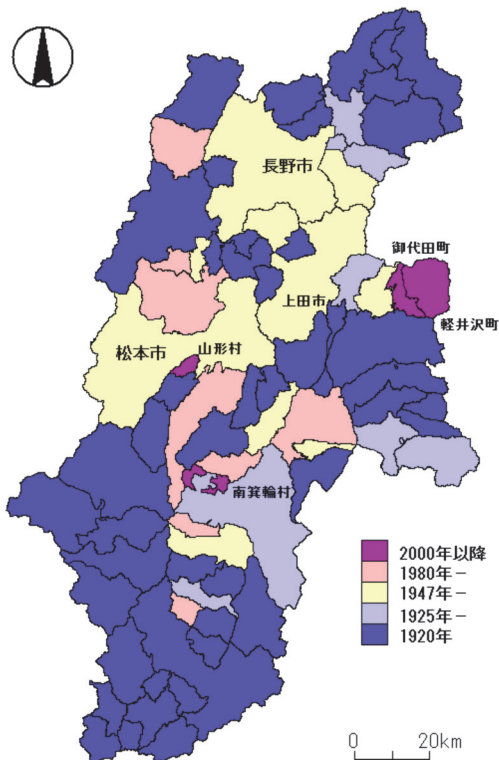 長野市
御代田町
上田市
軽井沢町
松本市
山形村
南箕輪村
2000年以降
1980年－
1947年－
1925年－
1920年
0 20km